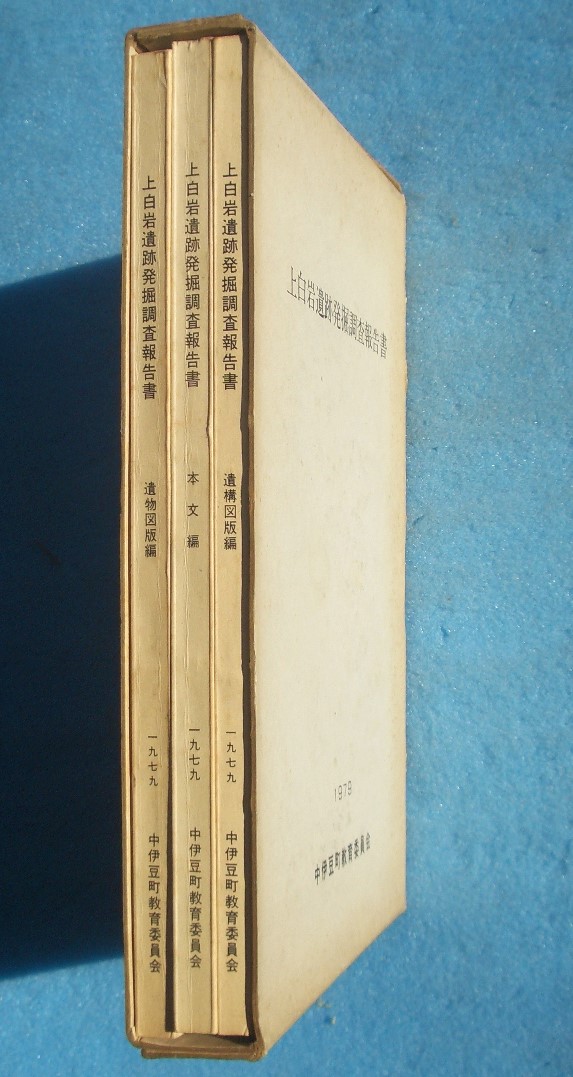 上白岩遺跡発掘調査報告書
遺物図版編
一九七九
中伊豆町教育委員会
上白岩遺跡発掘調査報告書
本文編
一九七九
中伊豆町教育委員会
上白岩遺跡発掘調査報告書
遺構図版編
一九七九
中伊豆町教育委員会
上白岩遺跡発掘調査報告書
1979
中伊豆町教育委員会